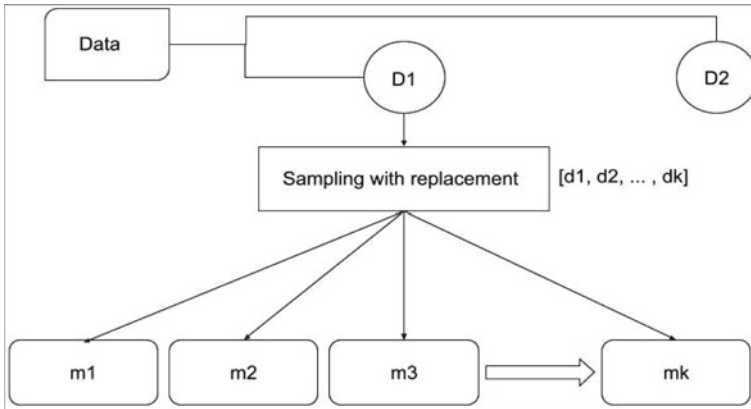 Data
D1
D2
Sampling with replacement
[d1, d2, ... , dk]
m1
m2
m3
mk